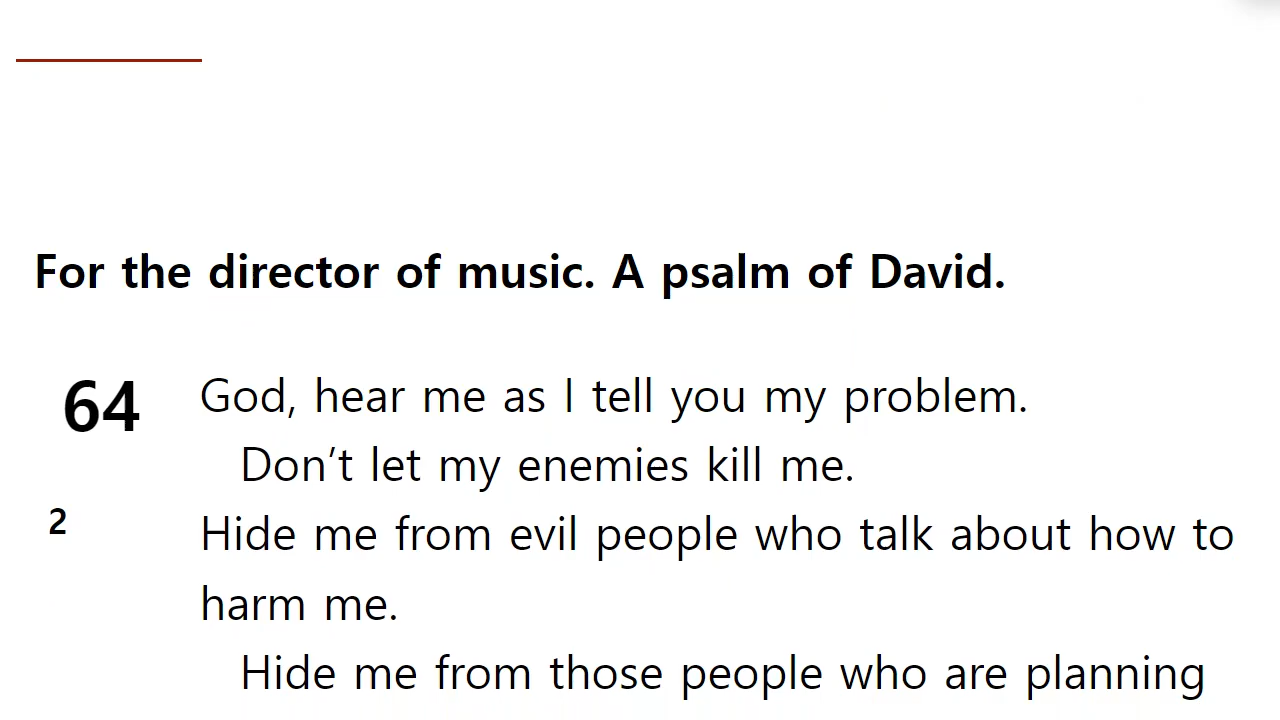 For the director of music. A psalm of David.
64 God, hear me as I tell you my problem.
Don’t let my enemies kill me.
2 Hide me from evil people who talk about how to
harm me.
Hide me from those people who are planning